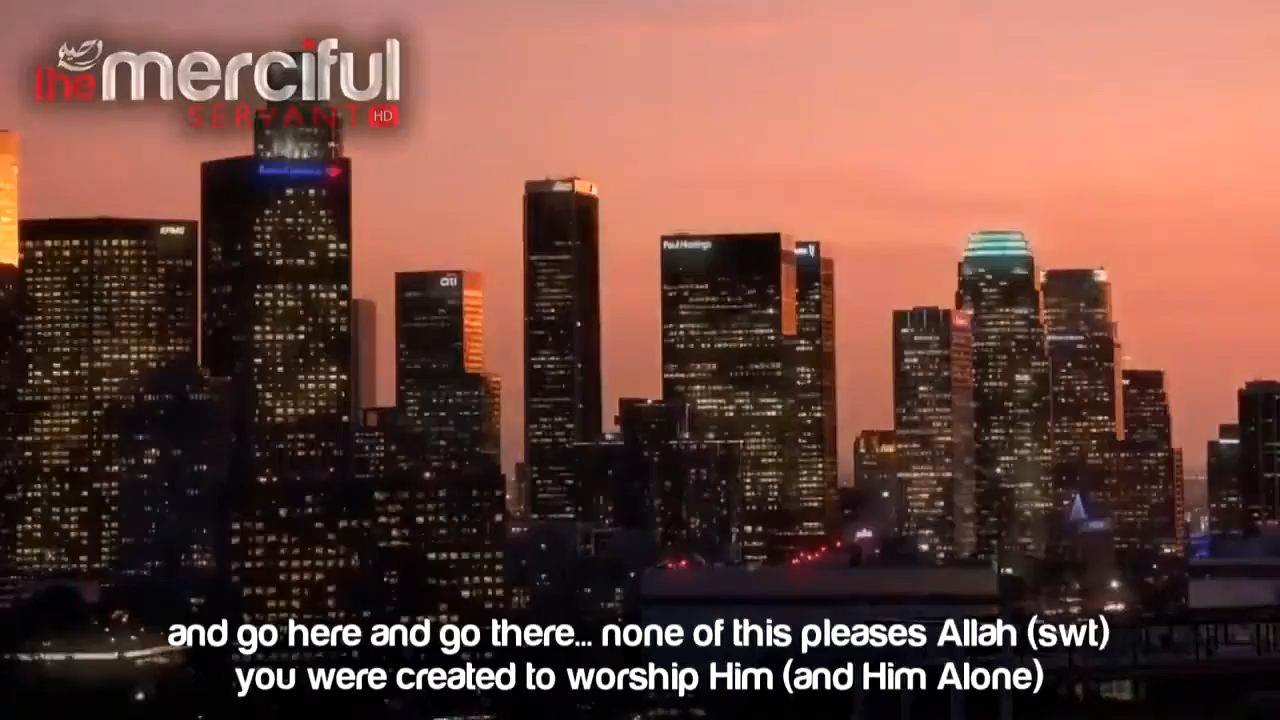 the merciful
SERVANT HD
KPMG
citi
Paul Hastings
and go here and go there... none of this pleases Allah (swt)
you were created to worship Him (and Him Alone)